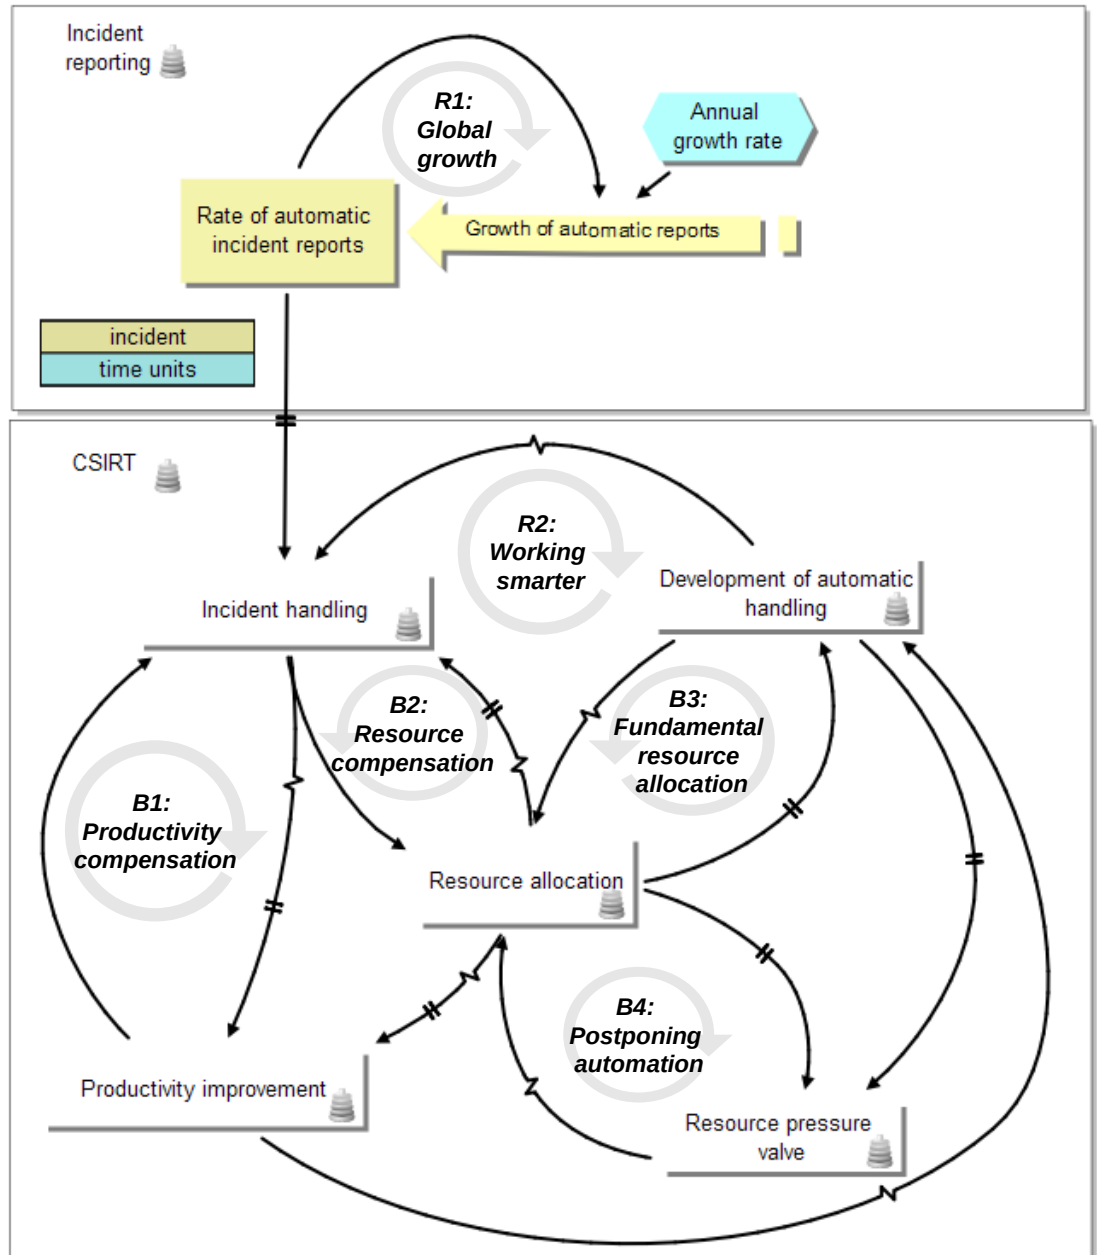 Incident
reporting
R1:
Global
growth
Annual
growth rate
Rate of automatic
incident reports
Growth of automatic reports
incident
time units
CSIRT
R2:
Working
smarter
Development of automatic
handling
Incident handling
B2:
Resource
compensation
B3:
Fundamental
resource
allocation
B1:
Productivity
compensation
Resource allocation
B4:
Postponing
automation
Productivity improvement
Resource pressure
valve